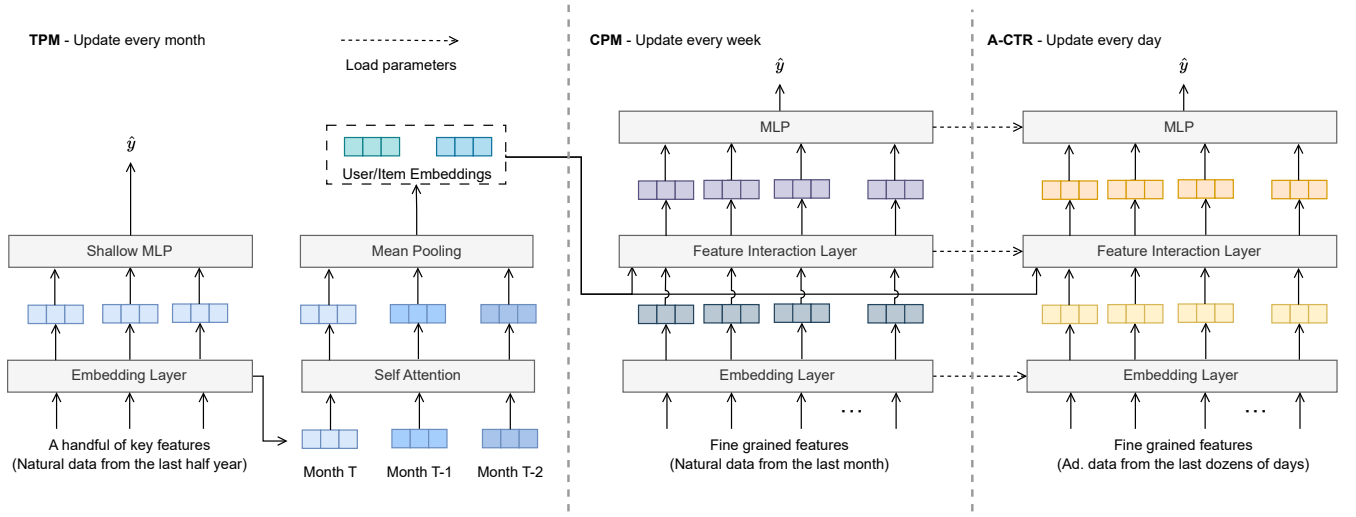 TPM - Update every month
Load parameters
ŷ
User/Item Embeddings
Shallow MLP
Mean Pooling
Embedding Layer
Self Attention
A handful of key features
(Natural data from the last half year)
Month T
Month T-1
Month T-2
CPM - Update every week
ŷ
MLP
Feature Interaction Layer
Embedding Layer
...
Fine grained features
(Natural data from the last month)
A-CTR - Update every day
ŷ
MLP
Feature Interaction Layer
Embedding Layer
...
Fine grained features
(Ad. data from the last dozens of days)